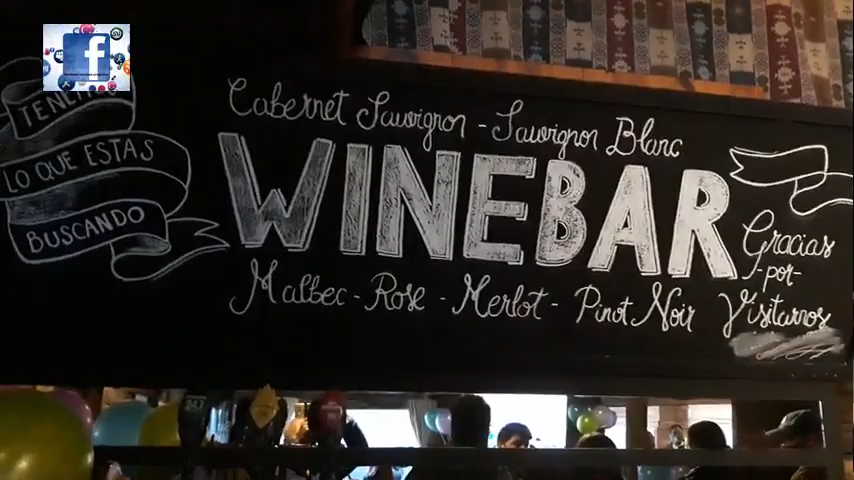 TENEMOS
LO QUE ESTAS
BUSCANDO
Cabernet Sauvignon - Sauvignon Blanc
WINEBAR
Malbec - Rose - Merlot - Pinot Noir
Gracias
por
Visitarnos